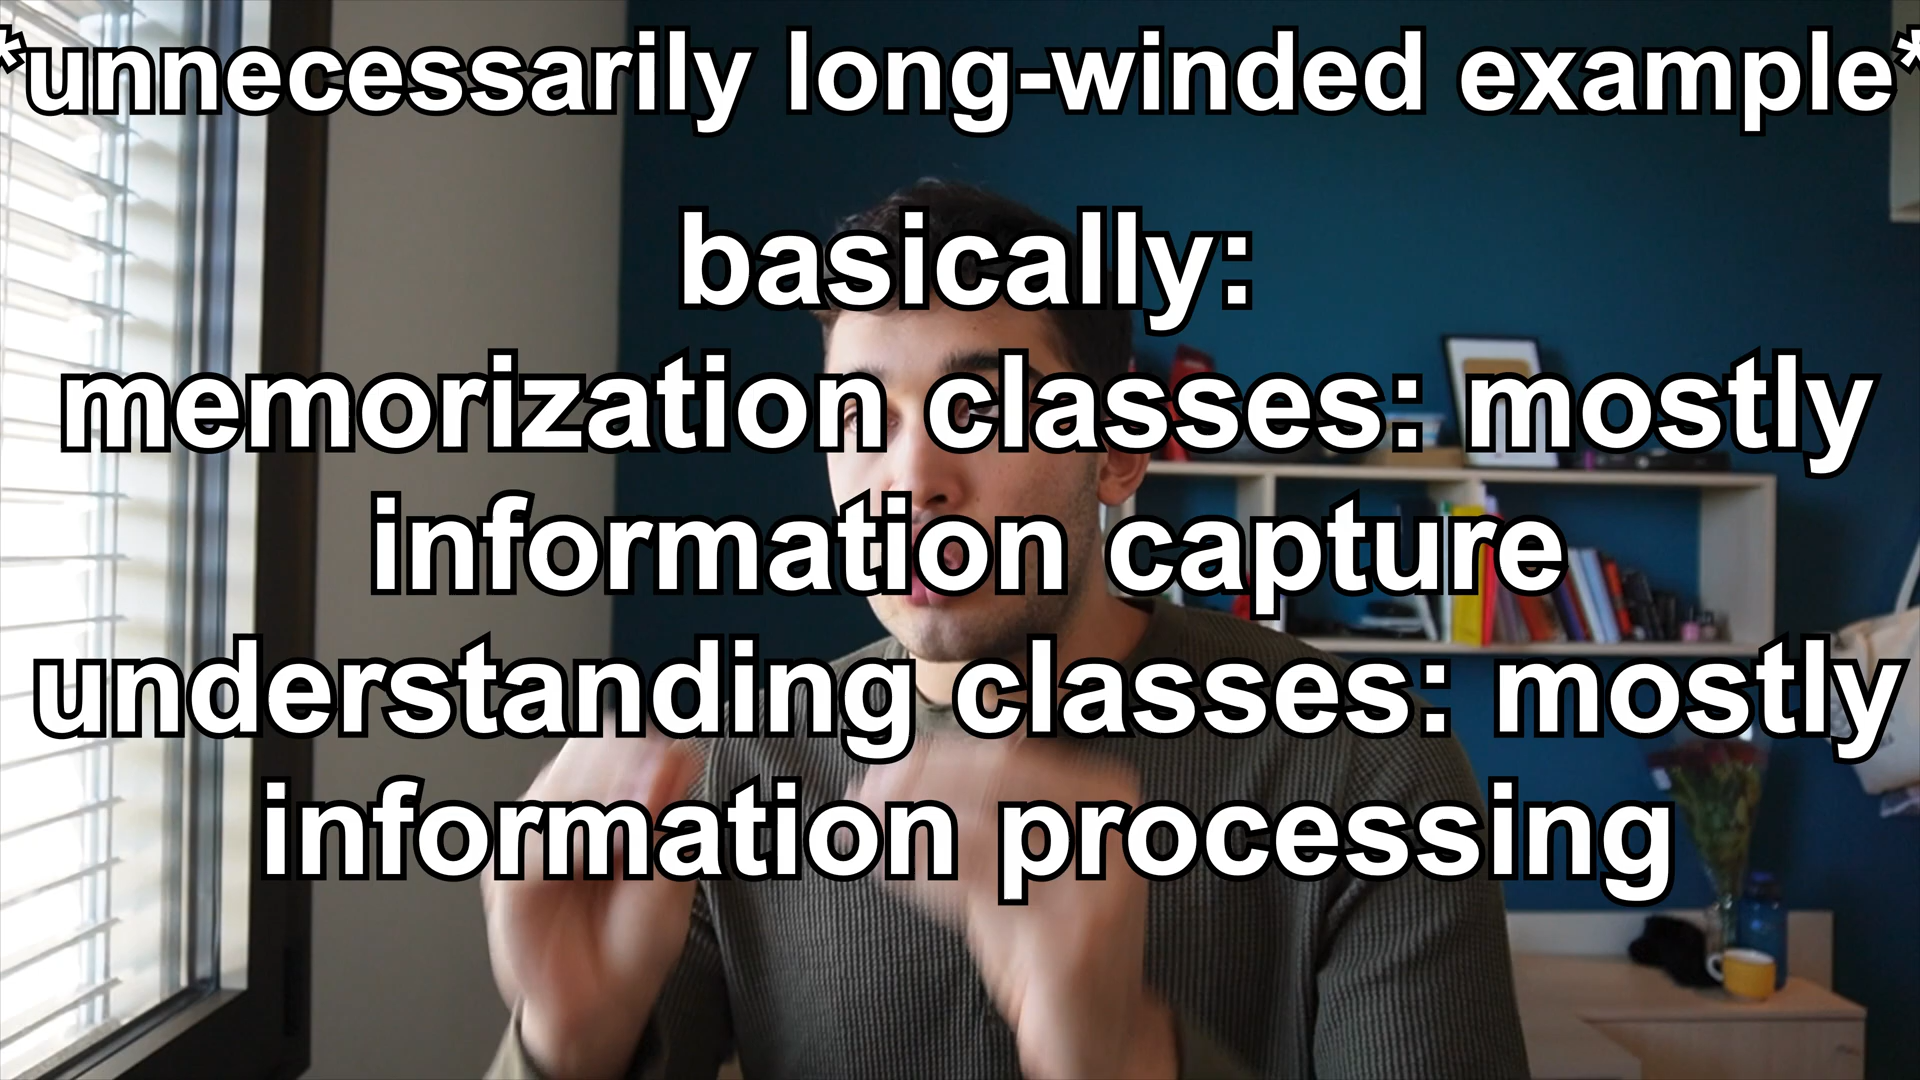 *unnecessarily long-winded example*
basically:
memorization classes: mostly
information capture
understanding classes: mostly
information processing